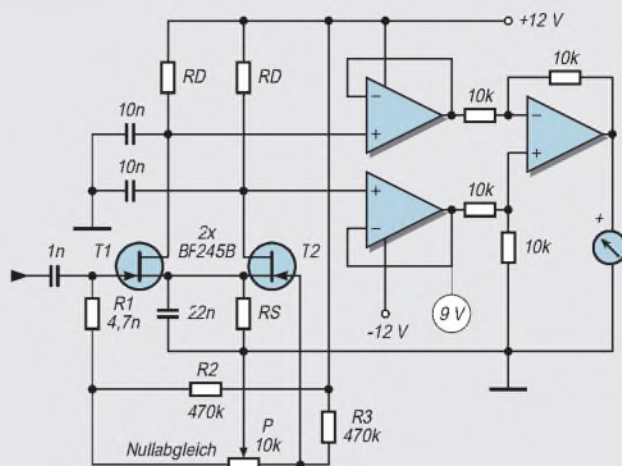 +12 V
RD
RD
10k
10n
10k
10n
10k
1n
T1
2x
BF245B
T2
10k
R1
4,7n
22n
RS
-12 V
9 V
R2
470k
P
10k
R3
470k
Nullabgleich